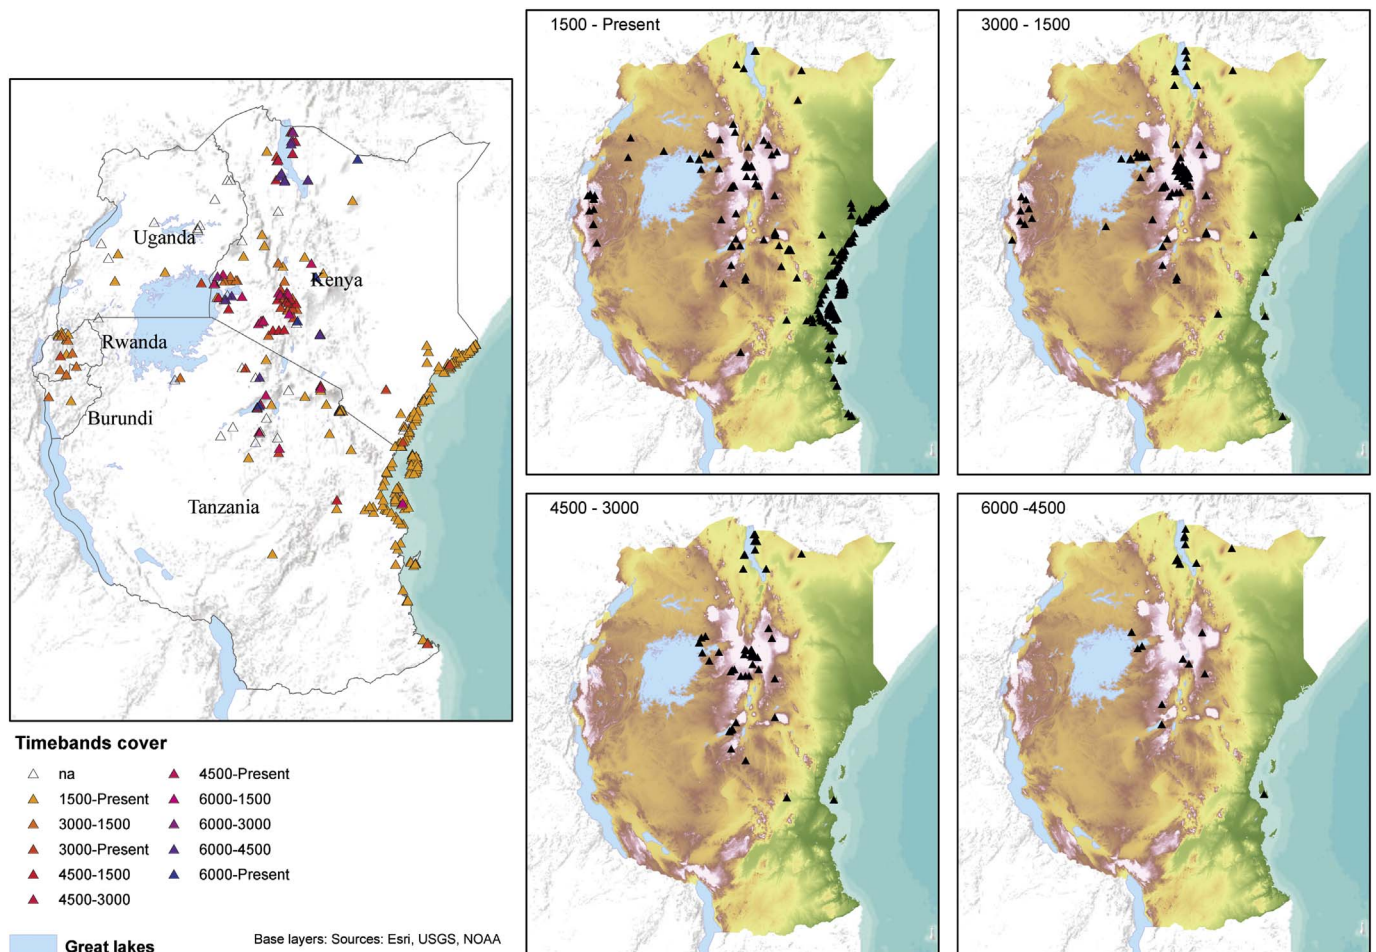 1500 - Present
3000 - 1500
Uganda
Kenya
Rwanda
Burundi
Tanzania
4500 - 3000
6000 -4500
Timebands cover
na
1500-Present
3000-1500
3000-Present
4500-1500
4500-3000
4500-Present
6000-1500
6000-3000
6000-4500
6000-Present
Great lakes
Base layers: Sources: Esri, USGS, NOAA